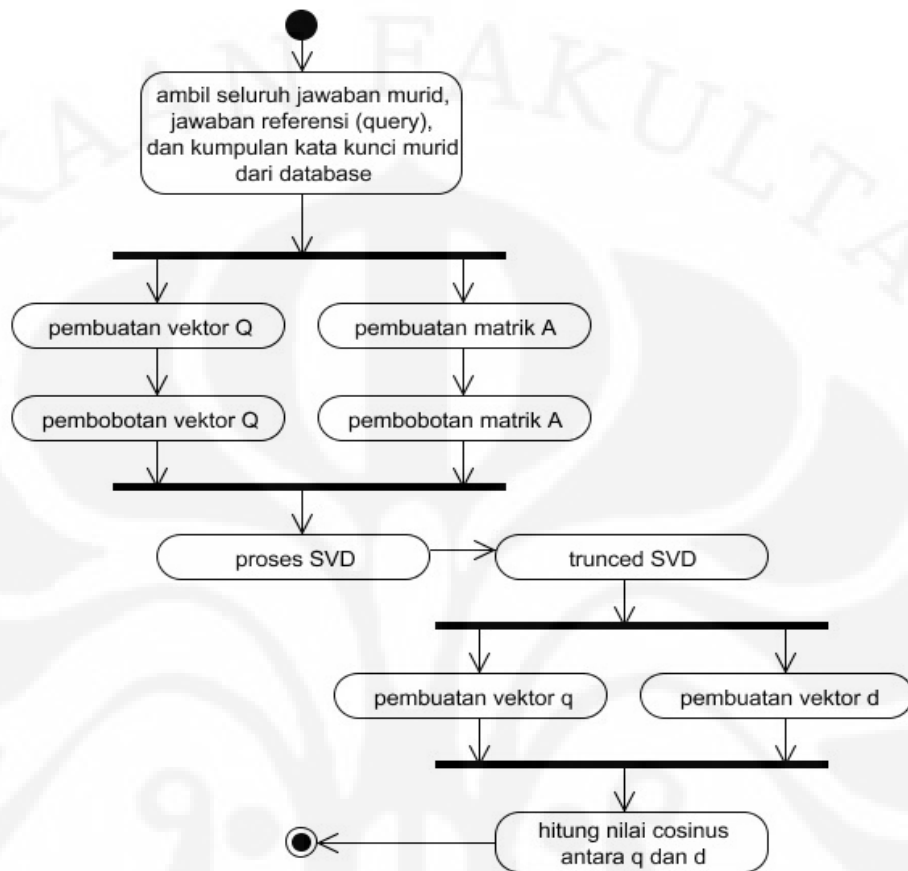 ambil seluruh jawaban murid,
jawaban referensi (query),
dan kumpulan kata kunci murid
dari database
pembuatan vektor Q
pembuatan matrik A
pembobotan vektor Q
pembobotan matrik A
proses SVD
trunced SVD
pembuatan vektor q
pembuatan vektor d
hitung nilai cosinus
antara q dan d